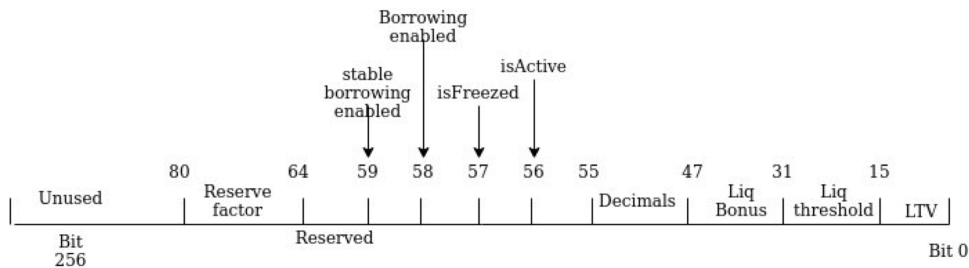 Borrowing
enabled
isActive
stable
borrowing
enabled
isFreezed
80 64 59 58 57 56 55 47 31 15
Unused
Reserve
factor
Decimals
Liq
Bonus
Liq
threshold
LTV
Bit
256
Reserved
Bit 0